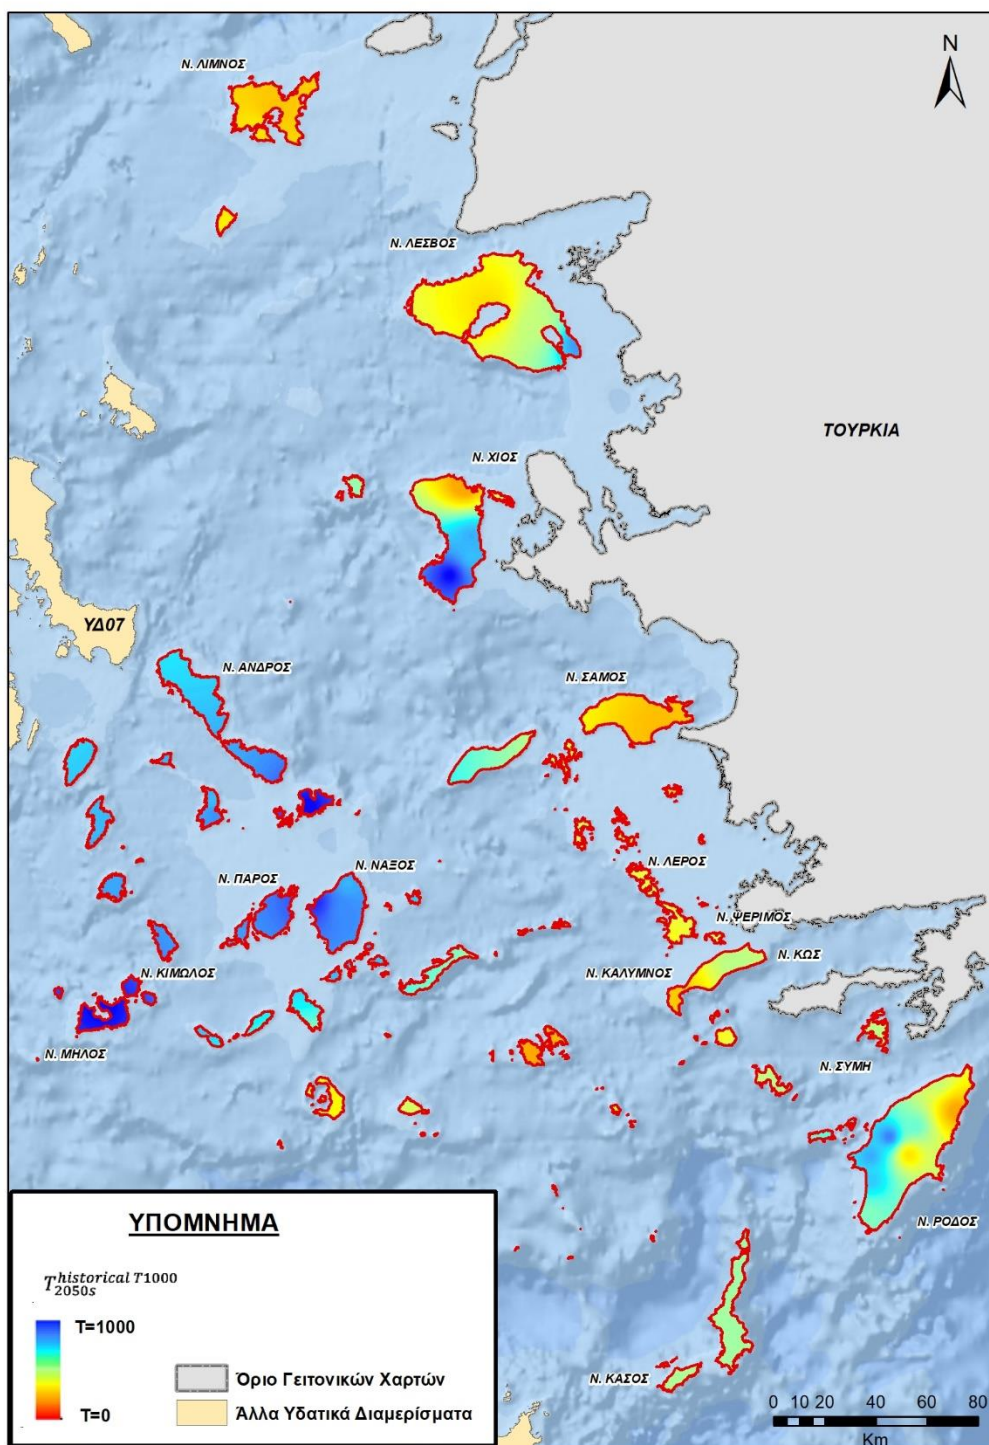 N
Ν. ΛΙΜΝΟΣ
Ν. ΛΕΣΒΟΣ
ΤΟΥΡΚΙΑ
Ν. ΧΙΟΣ
ΥΔ07
Ν. ΑΝΔΡΟΣ
Ν. ΣΑΜΟΣ
Ν. ΛΕΡΟΣ
Ν. ΝΑΞΟΣ
Ν. ΠΑΡΟΣ
Ν. ΨΕΡΙΜΟΣ
Ν. ΚΩΣ
Ν. ΚΙΜΩΛΟΣ
Ν. ΚΑΛΥΜΝΟΣ
Ν. ΜΗΛΟΣ
Ν. ΣΥΜΗ
Ν. ΡΟΔΟΣ
Ν. ΚΑΣΟΣ
ΥΠΟΜΝΗΜΑ
T historical T1000 2050s
T=1000
T=0
Όριο Γειτονικών Χαρτών
Άλλα Υδατικά Διαμερίσματα
0 10 20 40 60 80
Km